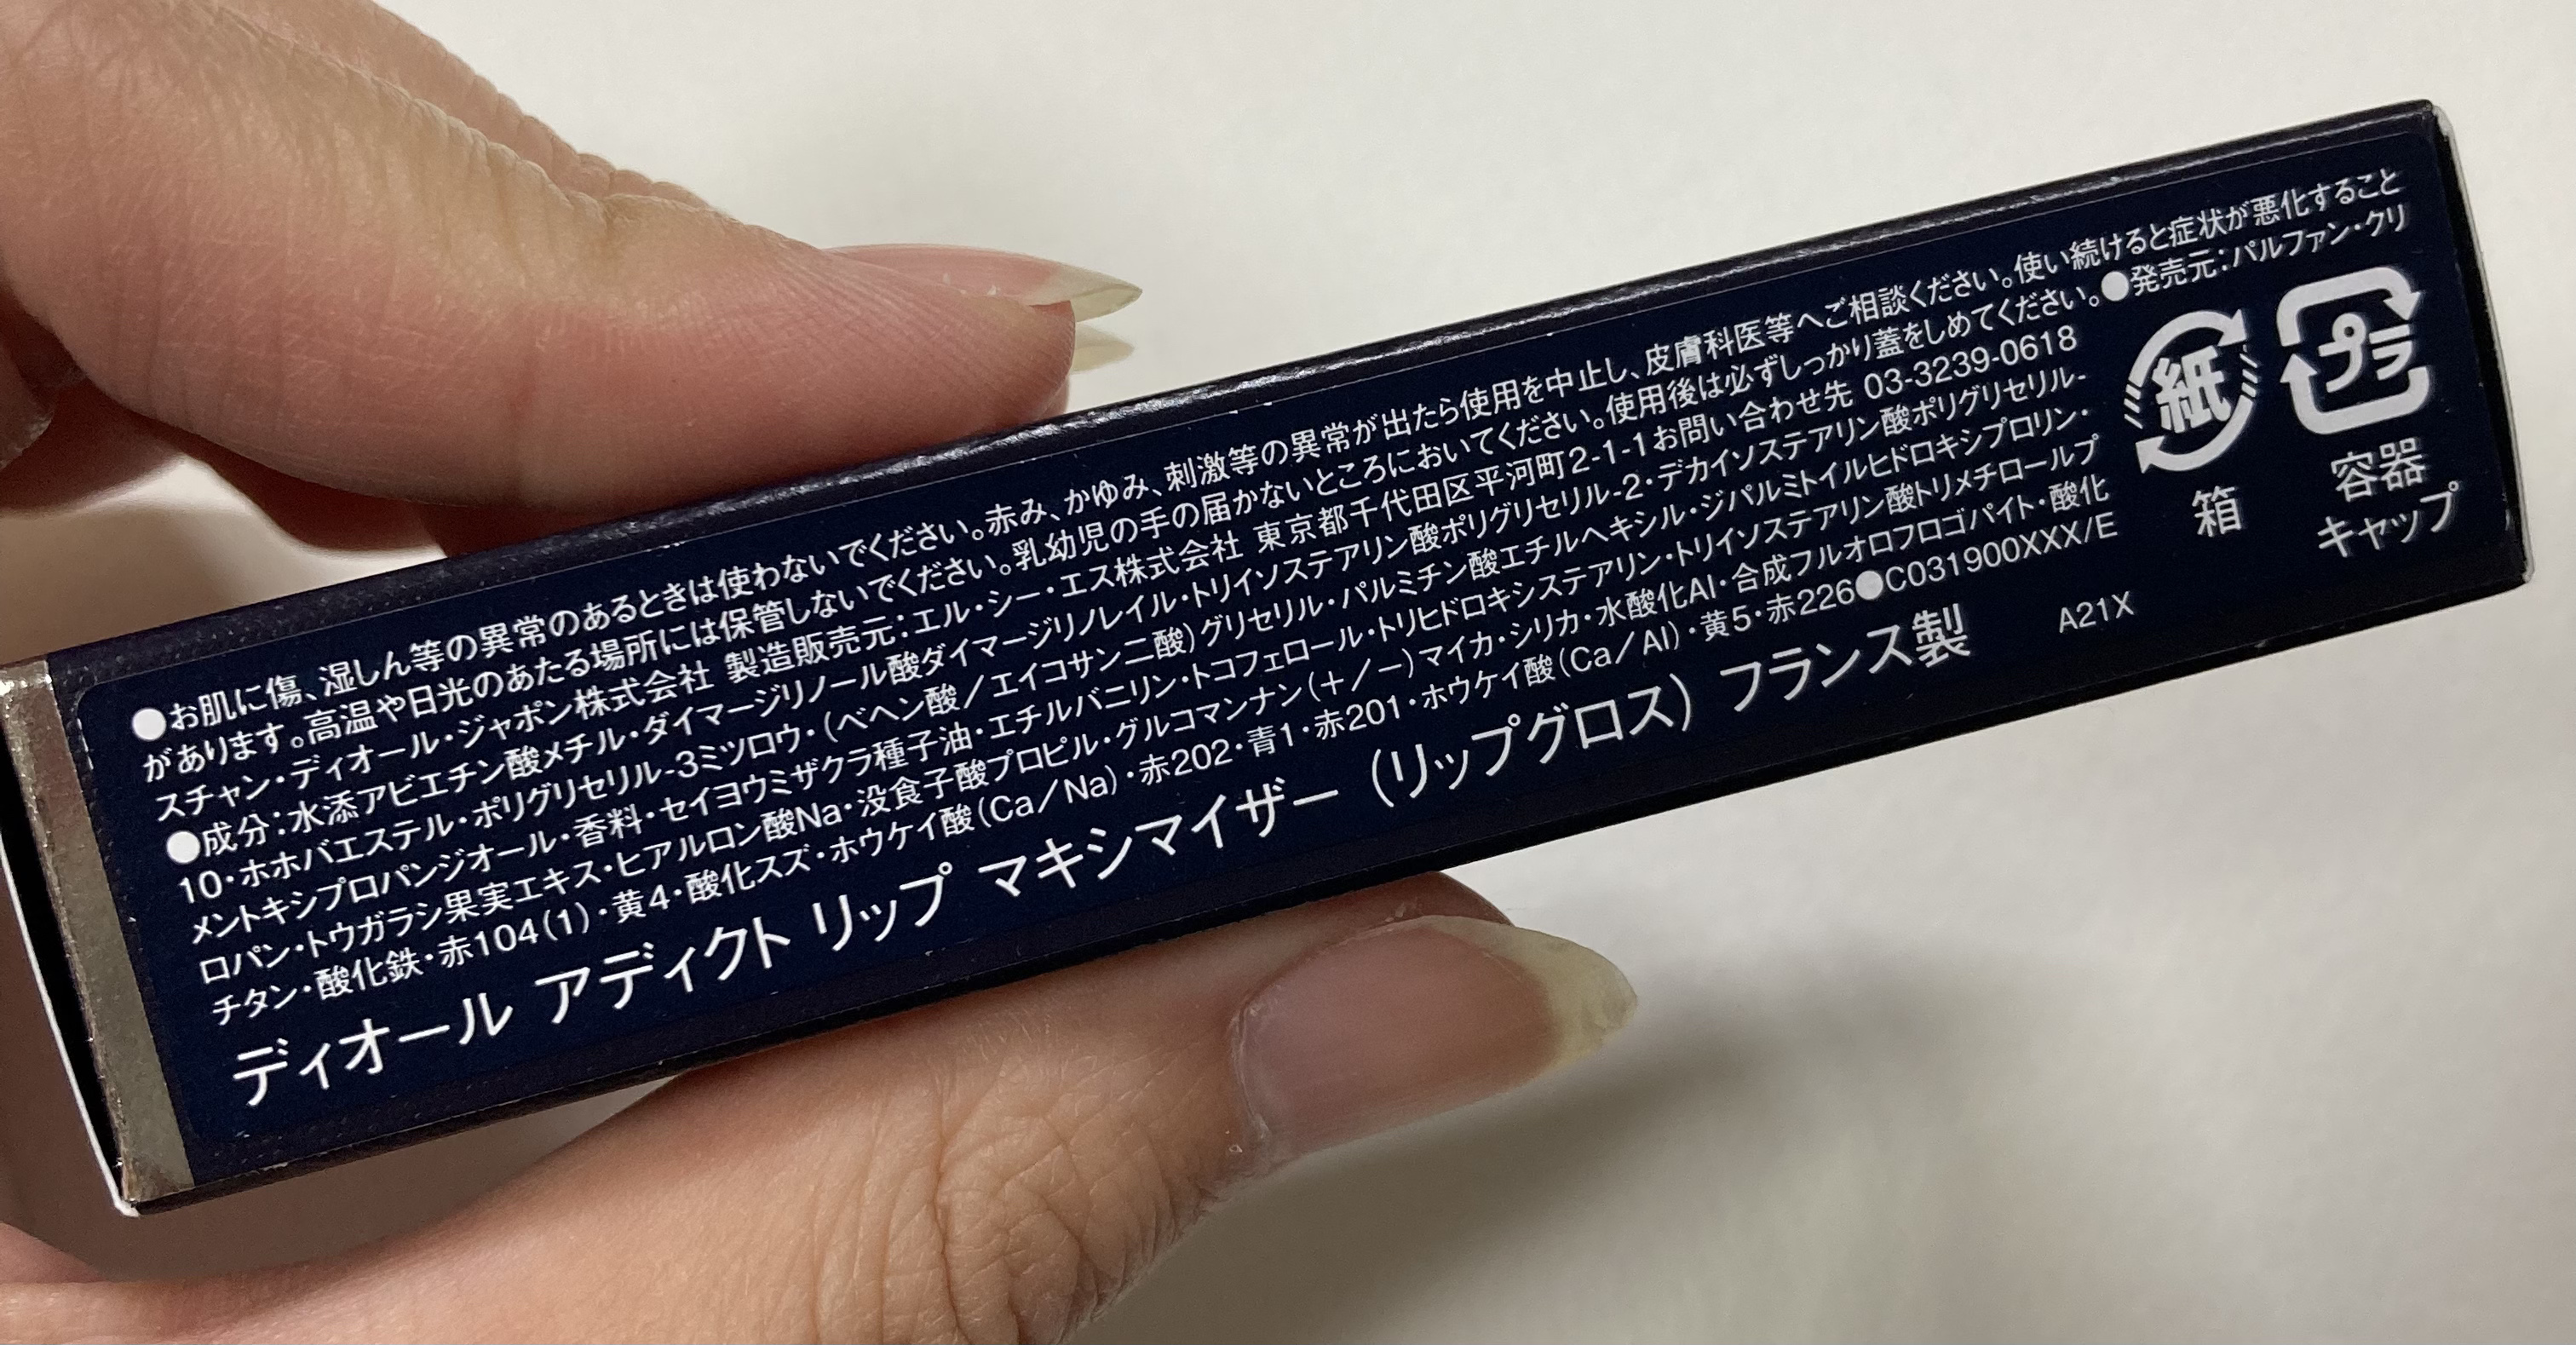 ●お肌に傷、湿しん等の異常のあるときは使わないでください。赤み、かゆみ、刺激等の異常が出たら使用を中止し、皮膚科医等へご相談ください。使い続けると症状が悪化すること
があります。高温や日光のあたる場所には保管しないでください。乳幼児の手の届かないところにおいてください。使用後は必ずしっかり蓋をしめてください。●発売元：パルファン・クリ
スチャン・ディオール・ジャポン株式会社 製造販売元：エル・シー・エス株式会社 東京都千代田区平河町2-1-1お問い合わせ先 03-3239-0618
●成分：水添アビエチン酸メチル・ダイマージリノール酸ダイマージリノレイル・トリイソステアリン酸ポリグリセリル-2・デカイソステアリン酸ポリグリセリル-
10・ホホバエステル・ポリグリセリル-3ミツロウ・（ベヘン酸／エイコサン二酸）グリセリル・パルミチン酸エチルヘキシル・ジパルミトイルヒドロキシプロリン・
メントキシプロパンジオール・香料・セイヨウミザクラ種子油・エチルバニリン・トコフェロール・トリヒドロキシステアリン・トリイソステアリン酸トリメチロールプ
ロパン・トウガラシ果実エキス・ヒアルロン酸Na・没食子酸プロピル・グルコマンナン（＋／－）マイカ・シリカ・水酸化Al・合成フルオロフロゴパイト・酸化
チタン・酸化鉄・赤104（1）・黄4・酸化スズ・ホウケイ酸（Ca／Na）・赤202・青1・赤201・ホウケイ酸（Ca／Al）・黄5・赤226●C031900XXX/E
ディオール アディクト リップ マキシマイザー （リップグロス） フランス製
A21X
紙
箱
プラ
容器
キャップ